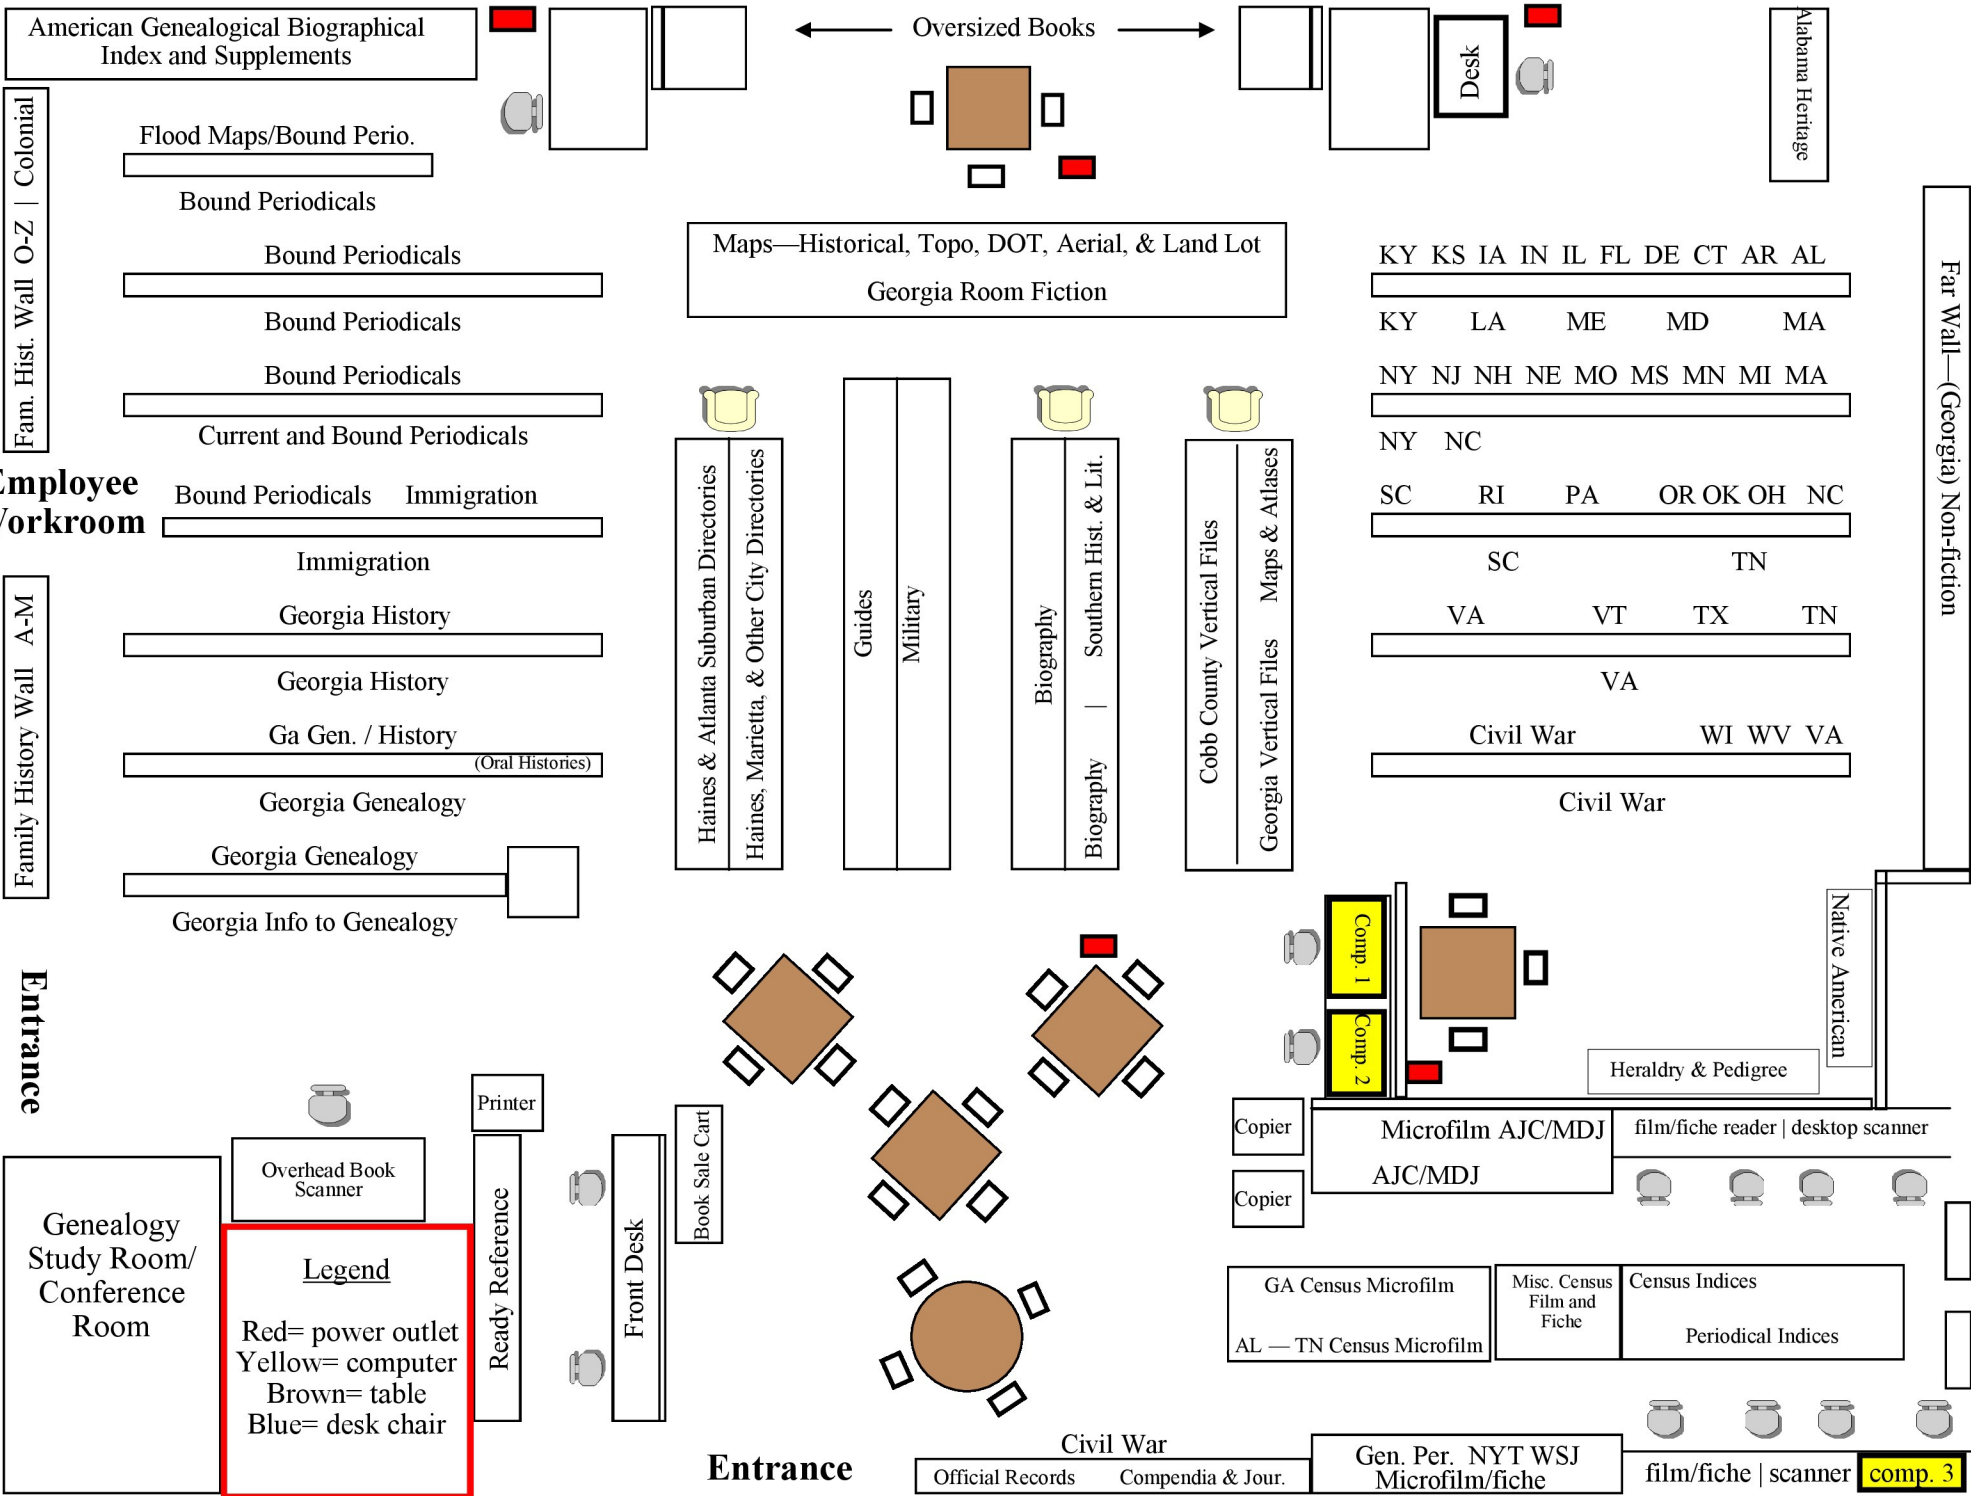 American Genealogical Biographical
Index and Supplements
Oversized Books
Desk
Alabama Heritage
Fam. Hist. Wall O-Z | Colonial
Flood Maps/Bound Perio.
Bound Periodicals
Bound Periodicals
Bound Periodicals
Bound Periodicals
Current and Bound Periodicals
Employee
Workroom
Bound Periodicals Immigration
Immigration
Family History Wall A-M
Georgia History
Georgia History
Ga Gen. / History
(Oral Histories)
Georgia Genealogy
Georgia Genealogy
Georgia Info to Genealogy
Maps—Historical, Topo, DOT, Aerial, & Land Lot
Georgia Room Fiction
Haines & Atlanta Suburban Directories
Haines, Marietta, & Other City Directories
Guides
Military
Biography
Biography | Southern Hist. & Lit.
Cobb County Vertical Files
Georgia Vertical Files Maps & Atlases
KY KS IA IN IL FL DE CT AR AL
KY LA ME MD MA
NY NJ NH NE MO MS MN MI MA
NY NC
SC RI PA OR OK OH NC
SC TN
VA VT TX TN
VA
Civil War WI WV VA
Civil War
Far Wall—(Georgia) Non-fiction
Entrance
Comp. 1
Comp. 2
Native American
Heraldry & Pedigree
Printer
Overhead Book
Scanner
Genealogy
Study Room/
Conference
Room
Legend
Red= power outlet
Yellow= computer
Brown= table
Blue= desk chair
Ready Reference
Front Desk
Book Sale Cart
Copier
Copier
Microfilm AJC/MDJ
AJC/MDJ
film/fiche reader | desktop scanner
GA Census Microfilm
AL — TN Census Microfilm
Misc. Census
Film and
Fiche
Census Indices
Periodical Indices
Entrance
Civil War
Official Records Compendia & Jour.
Gen. Per. NYT WSJ
Microfilm/fiche
film/fiche | scanner
comp. 3